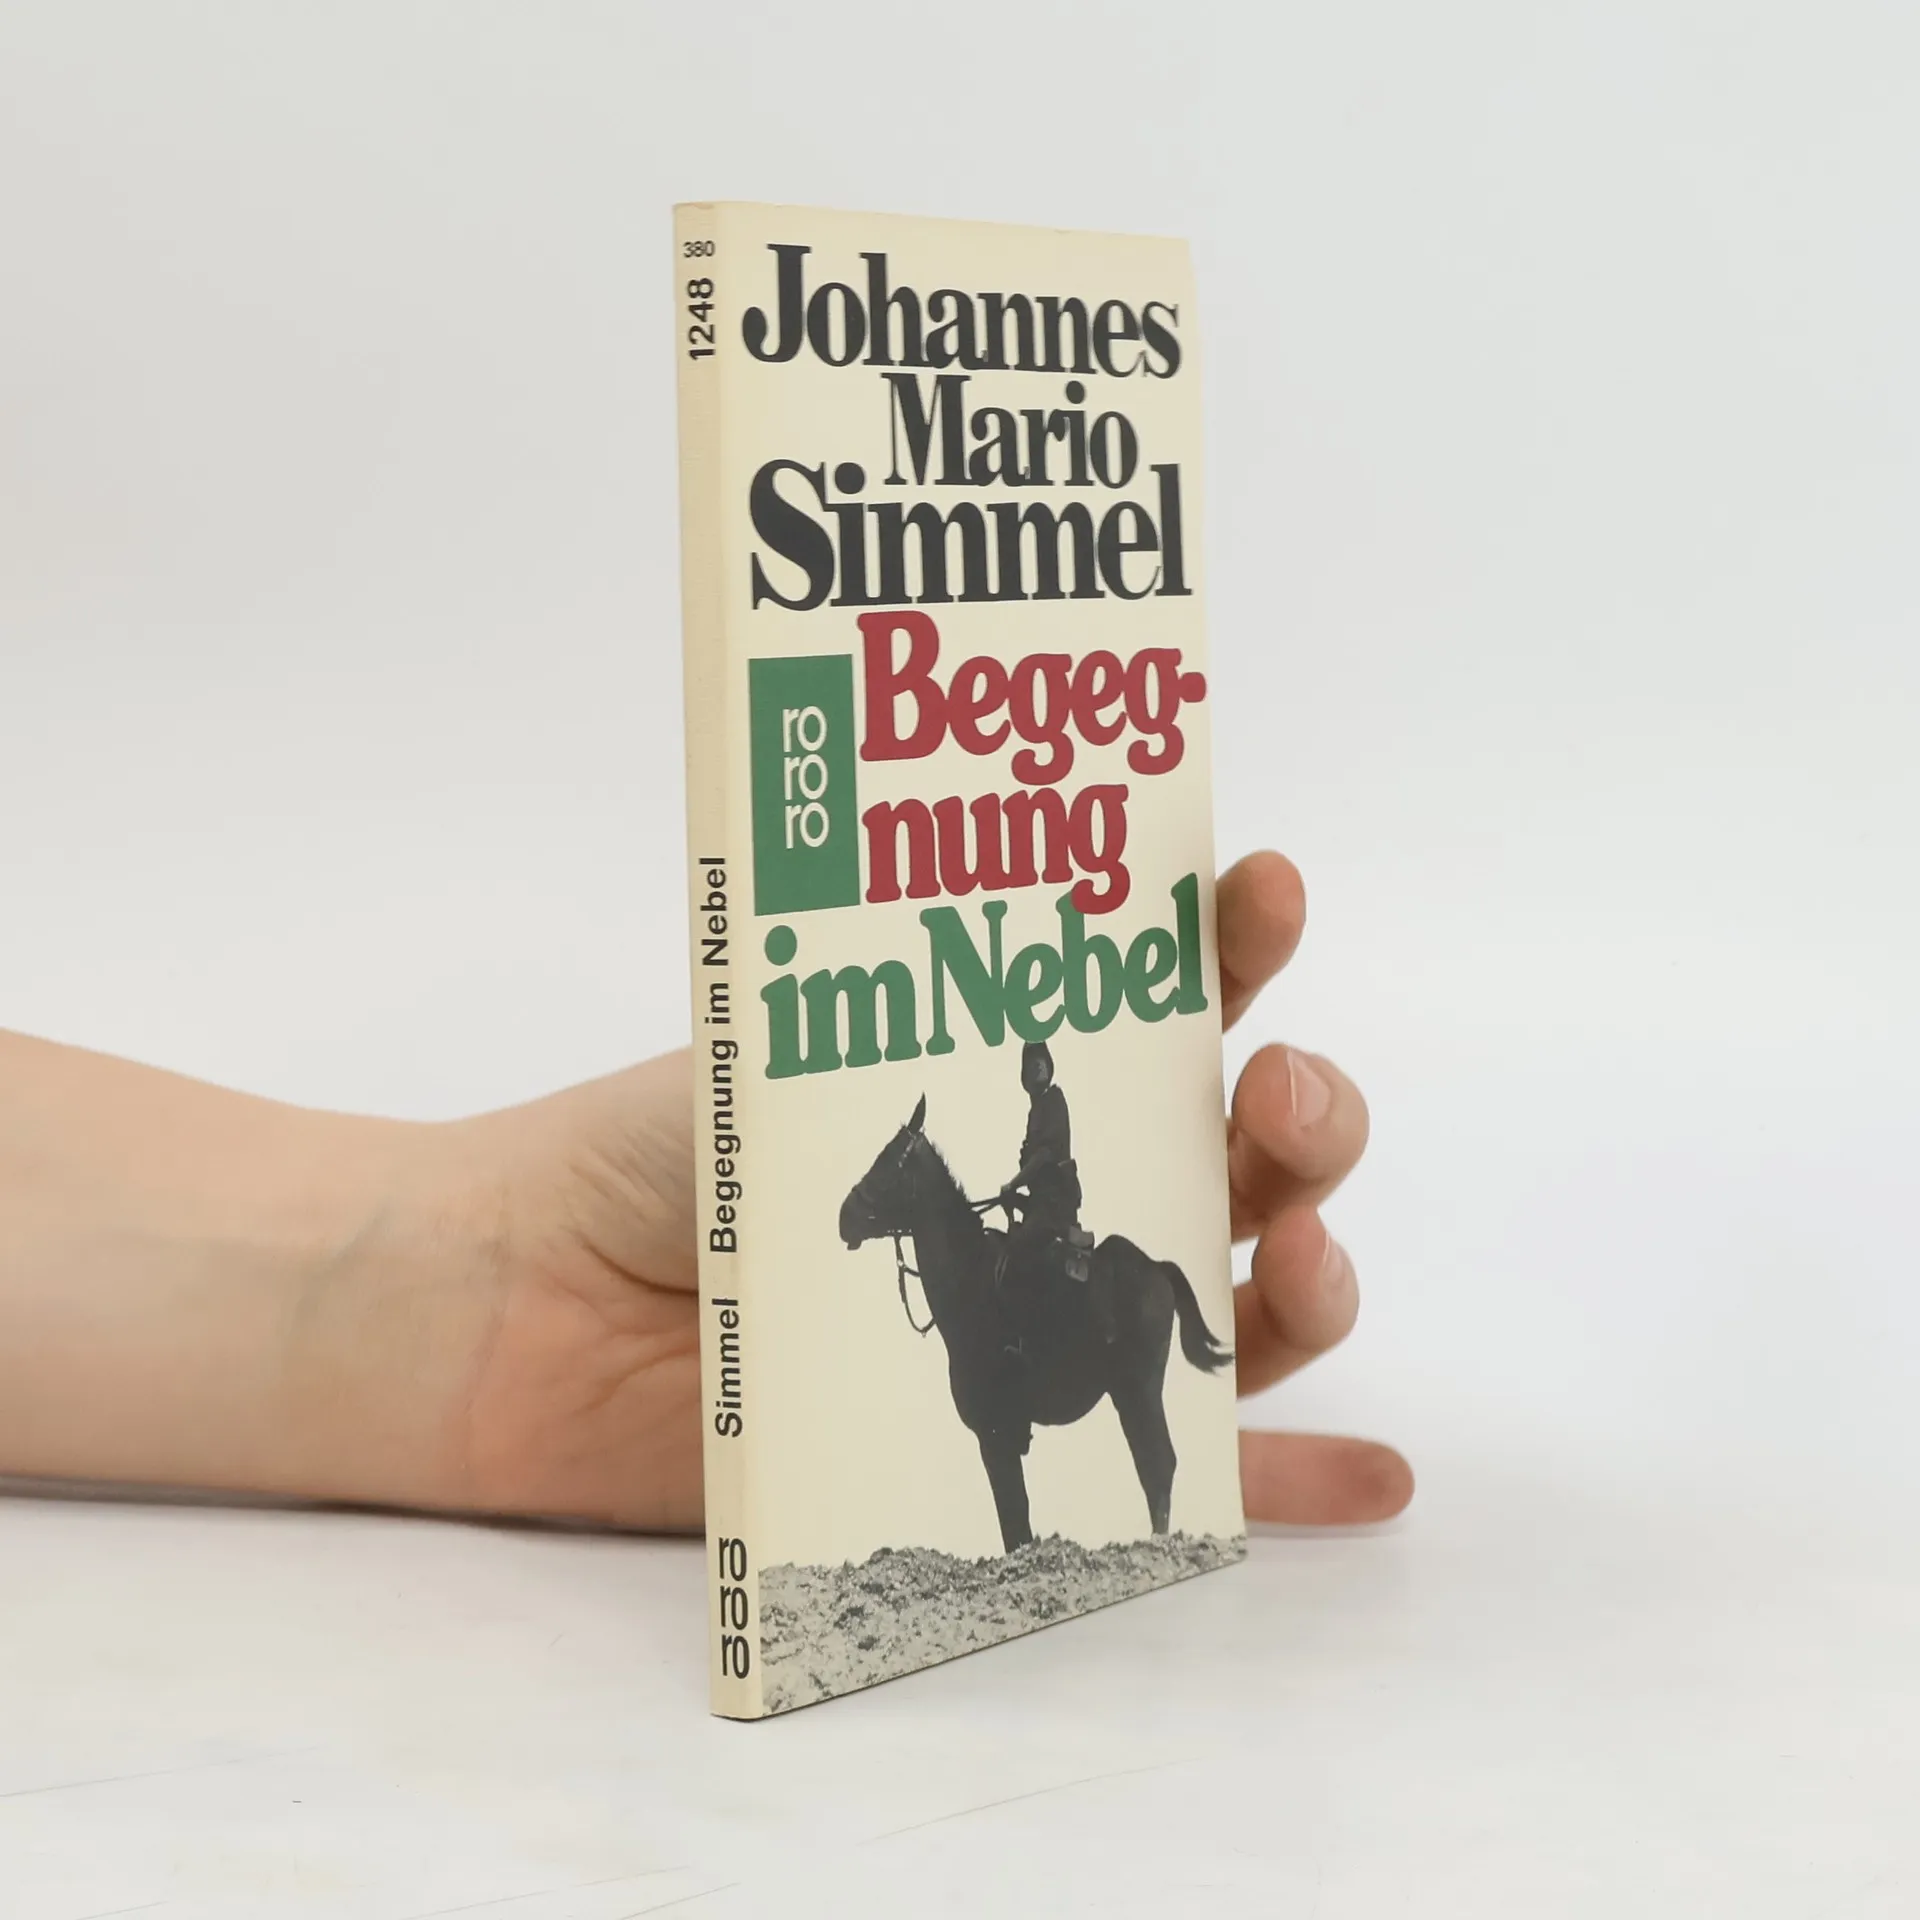 380
1248
Simmel Begegnung im Nebel
ro
ro
ro
Johannes
Mario
Simmel
ro
ro
ro
Begeg-
nung
im Nebel